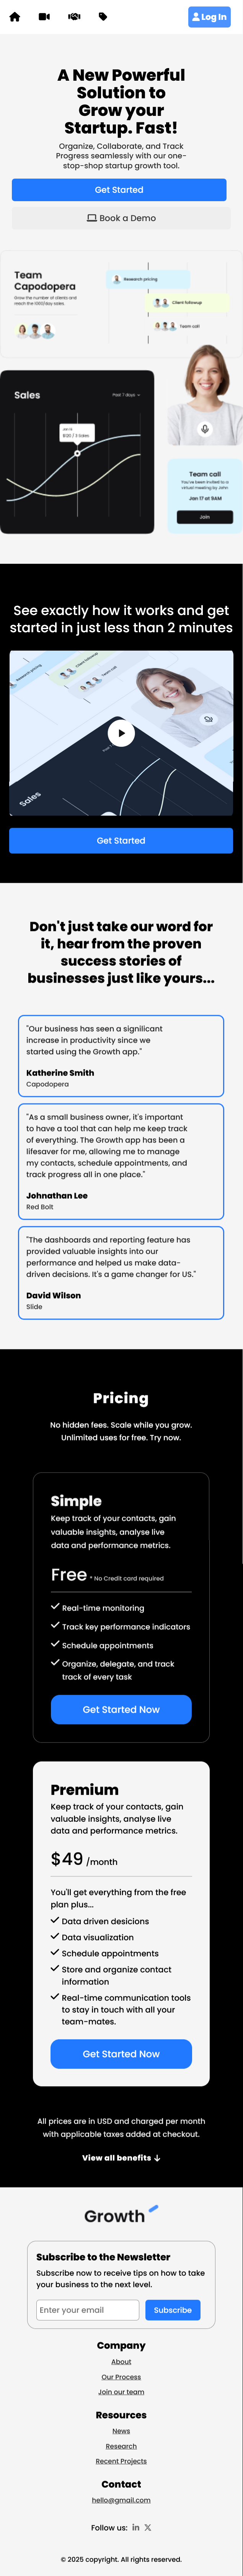 Log In
A New Powerful
Solution to
Grow your
Startup. Fast!
Organize, Collaborate, and Track
Progress seamlessly with our one-
stop-shop startup growth tool.
Get Started
Book a Demo
Team
Capodopera
Grow the number of clients and
reach the 1000/day sales.
Research pricing
Client followup
Team call
Sales
Past 7 days
Team call
You've been invited to a
video meeting by John
Jan 17 at 9AM
Join
See exactly how it works and get
started in just less than 2 minutes
Research pricing
Client followup
Team call
Sales
Get Started
Don't just take our word for
it, hear from the proven
success stories of
businesses just like yours...
"Our business has seen a signilicant
increase in productivity since we
started using the Growth app."
Katherine Smith
Capodopera
"As a small business owner, it's important
to have a tool that can help me keep track
of everything. The Growth app has been a
lifesaver for me, allowing me to manage
my contacts, schedule appointments, and
track progress all in one place."
Johnathan Lee
Red Bolt
"The dashboards and reporting feature has
provided valuable insights into our
performance and helped us make data-
driven decisions. It's a game changer for US."
David Wilson
Slide
Pricing
No hidden fees. Scale while you grow.
Unlimited uses for free. Try now.
Simple
Keep track of your contacts, gain
valuable insights, analyse live
data and performance metrics.
Free * No Credit card required
Real-time monitoring
Track key performance indicators
Schedule appointments
Organize, delegate, and track
track of every task
Get Started Now
Premium
Keep track of your contacts, gain
valuable insights, analyse live
data and performance metrics.
$49 /month
You'll get everything from the free
plan plus...
Data driven desicions
Data visualization
Schedule appointments
Store and organize contact
information
Real-time communication tools
to stay in touch with all your
team-mates.
Get Started Now
All prices are in USD and charged per month
with applicable taxes added at checkout.
View all benefits ↓
Growth
Subscribe to the Newsletter
Subscribe now to receive tips on how to take
your business to the next level.
Enter your email
Subscribe
Company
About
Our Process
Join our team
Resources
News
Research
Recent Projects
Contact
hello@gmail.com
Follow us:
© 2025 copyright. All rights reserved.